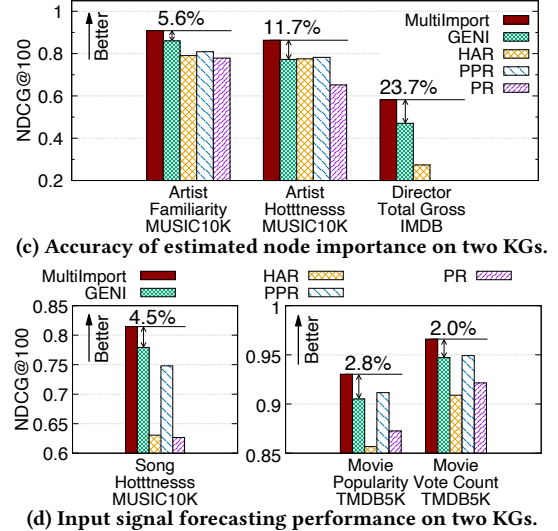 Better
NDCG@100
1
0.8
0.6
0.4
0.2
5.6%
11.7%
23.7%
MultiImport
GENI
HAR
PPR
PR
Artist
Familiarity
MUSIC10K
Artist
Hotttnesss
MUSIC10K
Director
Total Gross
IMDB
(c) Accuracy of estimated node importance on two KGs.
MultiImport
GENI
HAR
PPR
PR
Better
NDCG@100
0.85
0.8
0.75
0.7
0.65
0.6
4.5%
Song
Hotttnesss
MUSIC10K
Better
1
0.95
0.9
0.85
2.8%
2.0%
Movie
Popularity
TMDB5K
Movie
Vote Count
TMDB5K
(d) Input signal forecasting performance on two KGs.